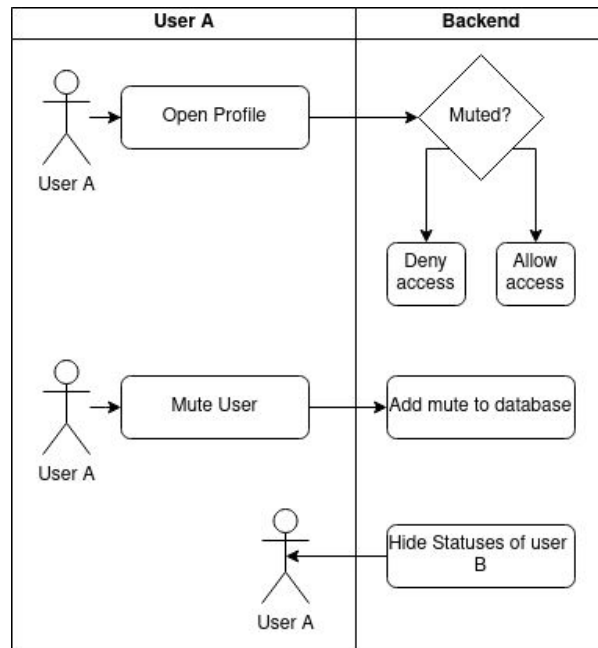 User A
Backend
Open Profile
Muted?
User A
Deny
access
Allow
access
Mute User
Add mute to database
User A
Hide Statuses of user
B
User A